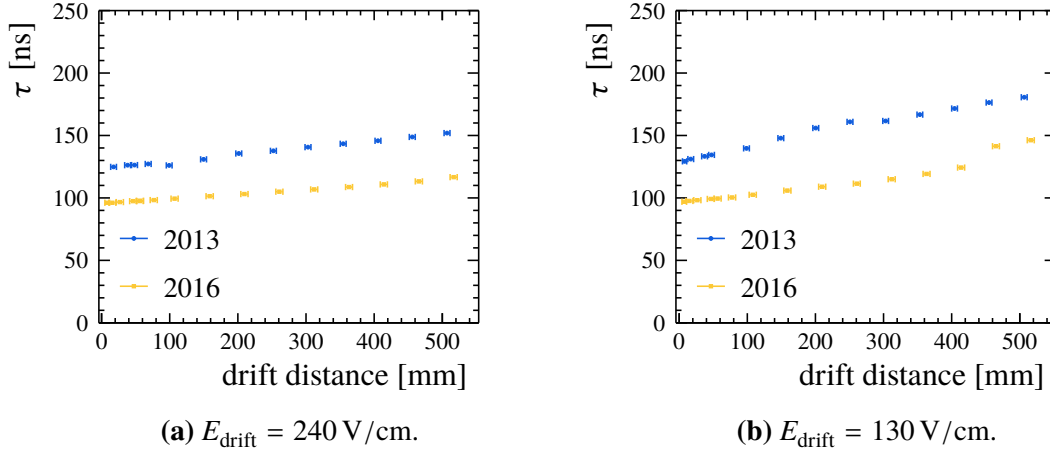 250
200
150
100
50
0
τ [ns]
2013
2016
0 100 200 300 400 500
drift distance [mm]
(a) E_drift = 240 V/cm.
250
200
150
100
50
0
τ [ns]
2013
2016
0 100 200 300 400 500
drift distance [mm]
(b) E_drift = 130 V/cm.